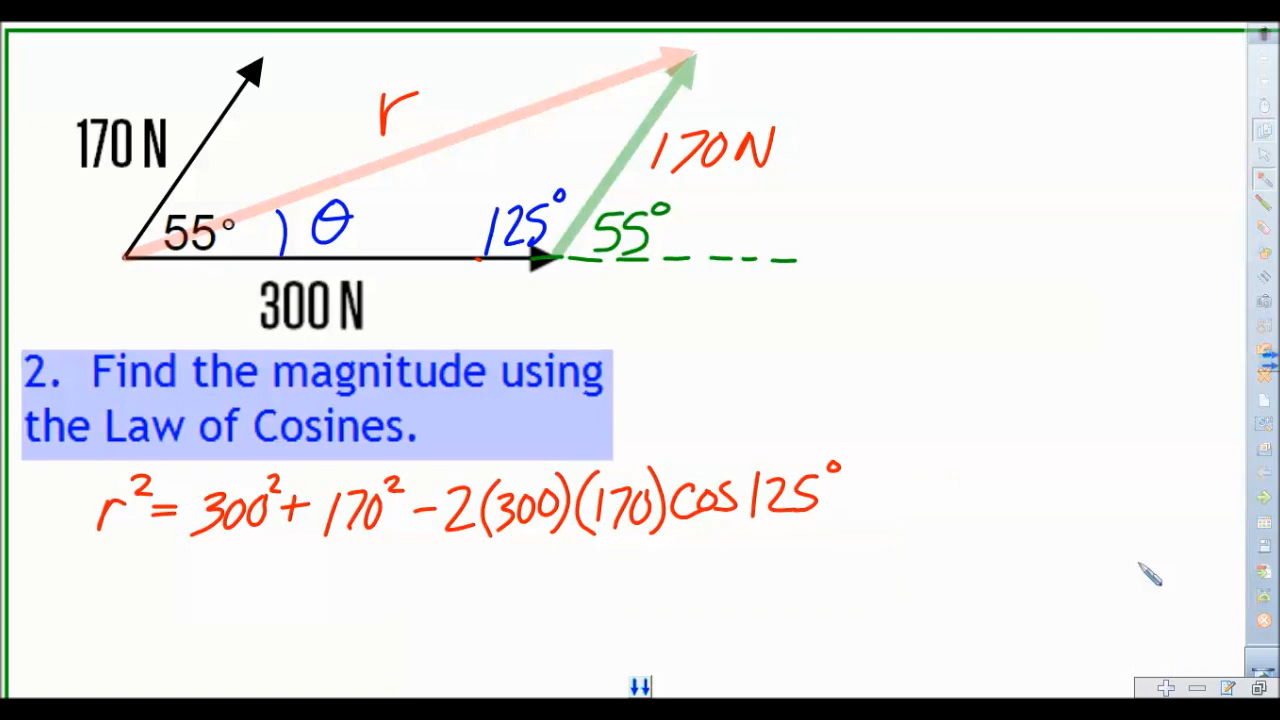 r
170 N
170 N
55°
θ
125°
55°
300 N
2. Find the magnitude using
the Law of Cosines.
r² = 300² + 170² - 2(300)(170)cos 125°